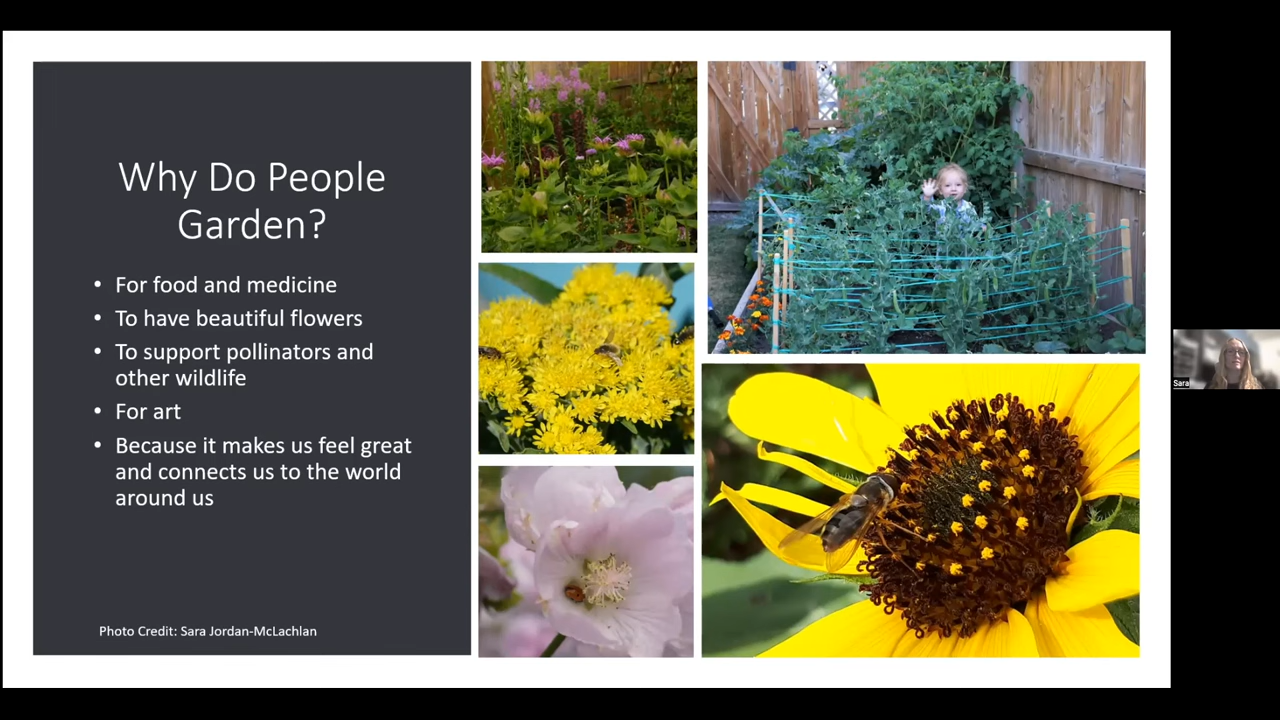 Why Do People
Garden?
• For food and medicine
• To have beautiful flowers
• To support pollinators and
other wildlife
• For art
• Because it makes us feel great
and connects us to the world
around us
Photo Credit: Sara Jordan-McLachlan
Sara